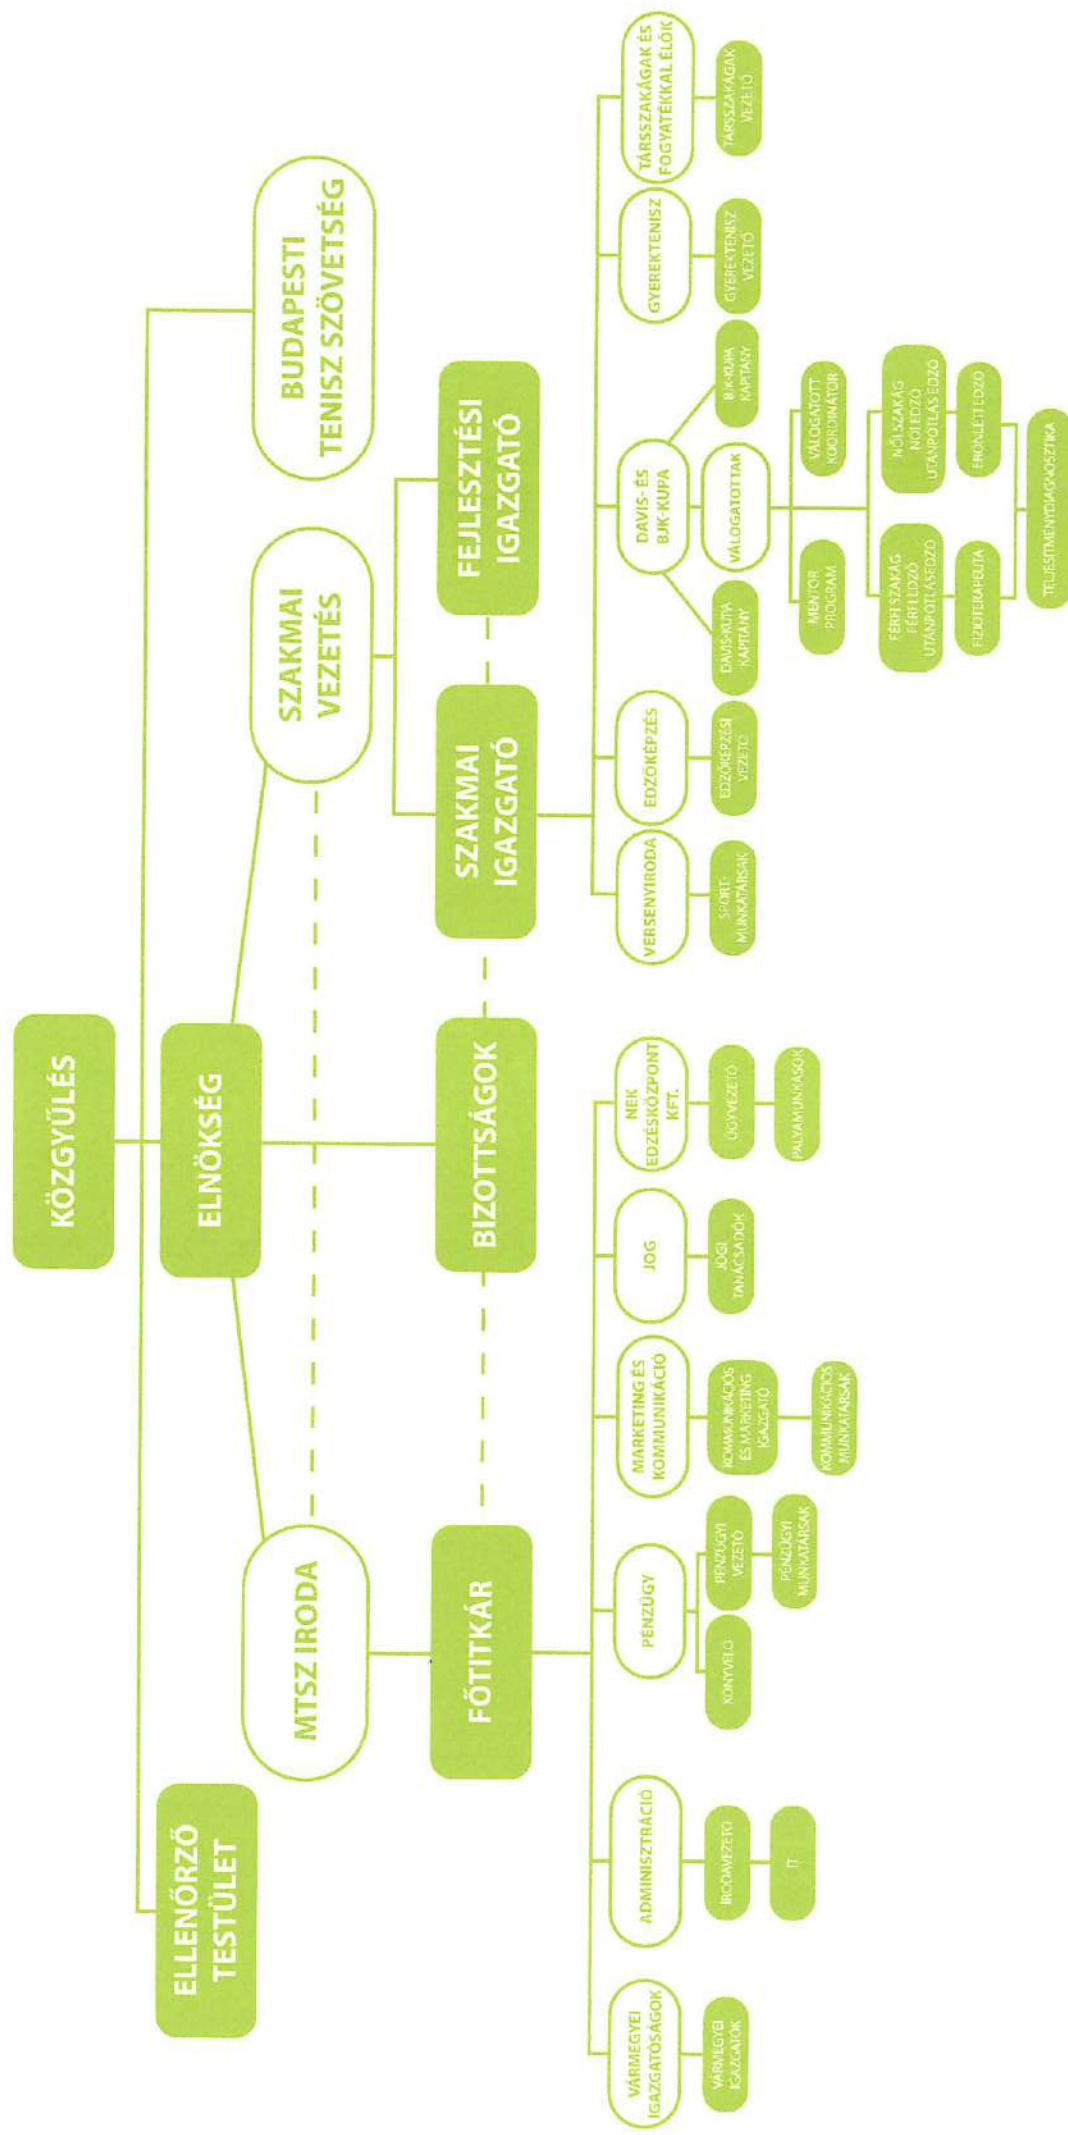 KÖZGYŰLÉS
ELLENŐRZŐ
TESTÜLET
ELNÖKSÉG
BUDAPESTI
TENISZ SZÖVETSÉG
MTSZ IRODA
SZAKMAI
VEZETÉS
FŐTITKÁR
BIZOTTSÁGOK
SZAKMAI
IGAZGATÓ
FEJLESZTÉSI
IGAZGATÓ
VÁRMEGYEI
IGAZGATÓSÁGOK
VÁRMEGYEI
IGAZGATÓK
ADMINISZTRÁCIÓ
IRODAVEZETŐ
IT
PÉNZÜGY
KÖNYVELŐ
PÉNZÜGYI
VEZETŐ
PÉNZÜGYI
MUNKATÁRSAK
MARKETING ÉS
KOMMUNIKÁCIÓ
KOMMUNIKÁCIÓS
ÉS MARKETING
IGAZGATÓ
KOMMUNIKÁCIÓS
MUNKATÁRSAK
JOG
JOGI
TANÁCSADÓK
NEK
EDZÉSKÖZPONT
KFT.
ÜGYVEZETŐ
PÁLYAMUNKÁSOK
VERSENYIRODA
SPORT-
MUNKATÁRSAK
EDZŐKÉPZÉS
EDZŐKÉPZÉSI
VEZETŐ
DAVIS- ÉS
BJK-KUPA
DAVIS-KUPA
KAPITÁNY
BJK-KUPA
KAPITÁNY
VÁLOGATOTTAK
MENTOR
PROGRAM
VÁLOGATOTT
KOORDINÁTOR
FÉRFI SZAKÁG
FÉRFI EDZŐ
UTÁNPÓTLÁS EDZŐ
NŐI SZAKÁG
NŐI EDZŐ
UTÁNPÓTLÁS EDZŐ
FIZIOTERAPEUTA
ERŐNLÉTI EDZŐ
TELJESÍTMÉNYDIAGNOSZTIKA
GYEREKTENISZ
GYEREKTENISZ
VEZETŐ
TÁRSSZAKÁGAK ÉS
FOGYATÉKKAL ÉLŐK
TÁRSSZAKÁGAK
VEZETŐ